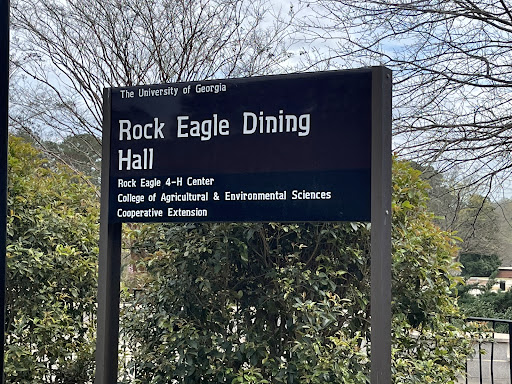 The University of Georgia
Rock Eagle Dining
Hall
Rock Eagle 4-H Center
College of Agricultural & Environmental Sciences
Cooperative Extension